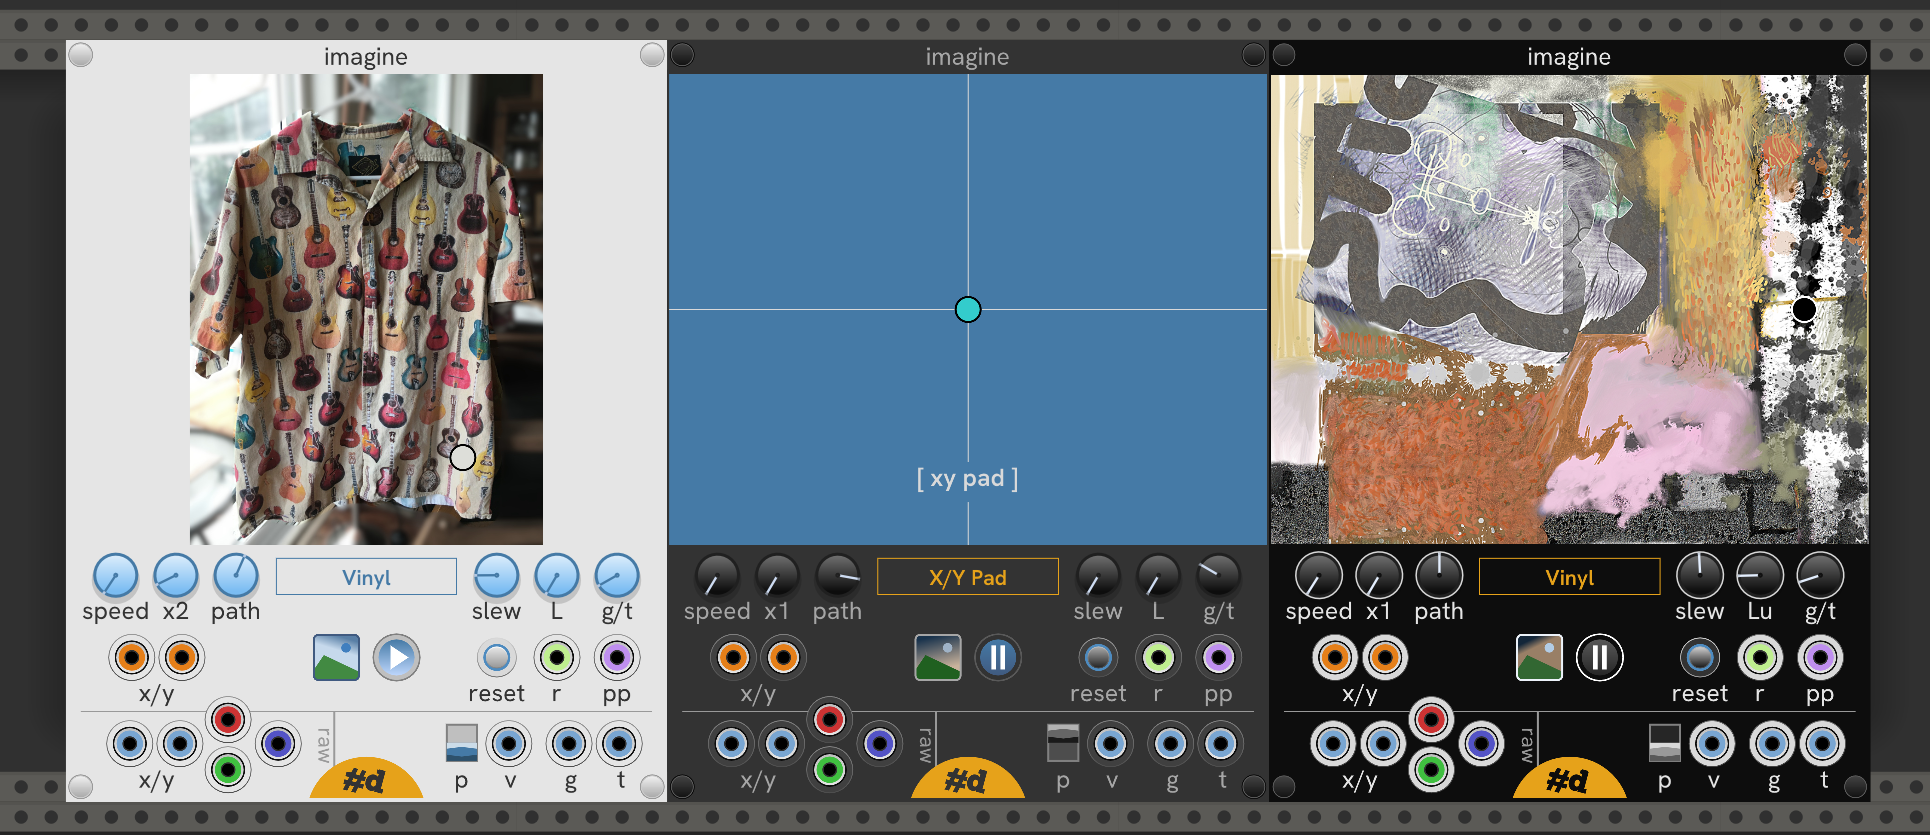 imagine
Vinyl
speed x2 path
slew L g/t
x/y
reset r pp
raw
x/y
#d
p v g t
imagine
[ xy pad ]
X/Y Pad
speed x1 path
slew L g/t
x/y
reset r pp
raw
x/y
#d
p v g t
imagine
Vinyl
speed x1 path
slew Lu g/t
x/y
reset r pp
raw
x/y
#d
p v g t